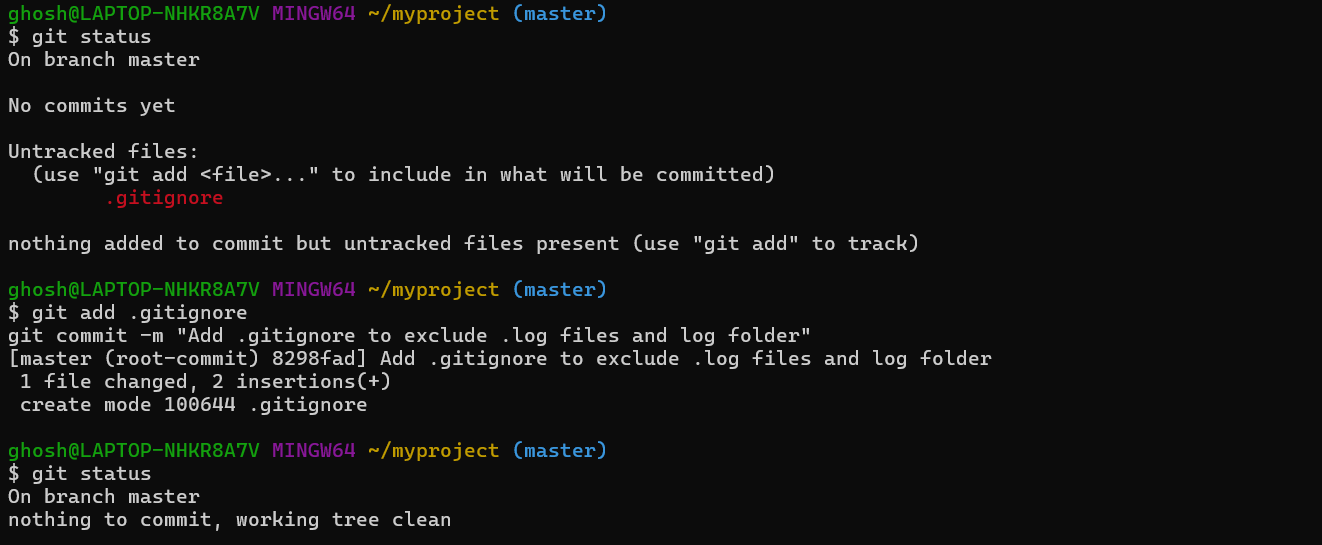 ghosh@LAPTOP-NHKR8A7V MINGW64 ~/myproject (master)
$ git status
On branch master
No commits yet
Untracked files:
  (use "git add <file>..." to include in what will be committed)
        .gitignore
nothing added to commit but untracked files present (use "git add" to track)
ghosh@LAPTOP-NHKR8A7V MINGW64 ~/myproject (master)
$ git add .gitignore
git commit -m "Add .gitignore to exclude .log files and log folder"
[master (root-commit) 8298fad] Add .gitignore to exclude .log files and log folder
 1 file changed, 2 insertions(+)
 create mode 100644 .gitignore
ghosh@LAPTOP-NHKR8A7V MINGW64 ~/myproject (master)
$ git status
On branch master
nothing to commit, working tree clean